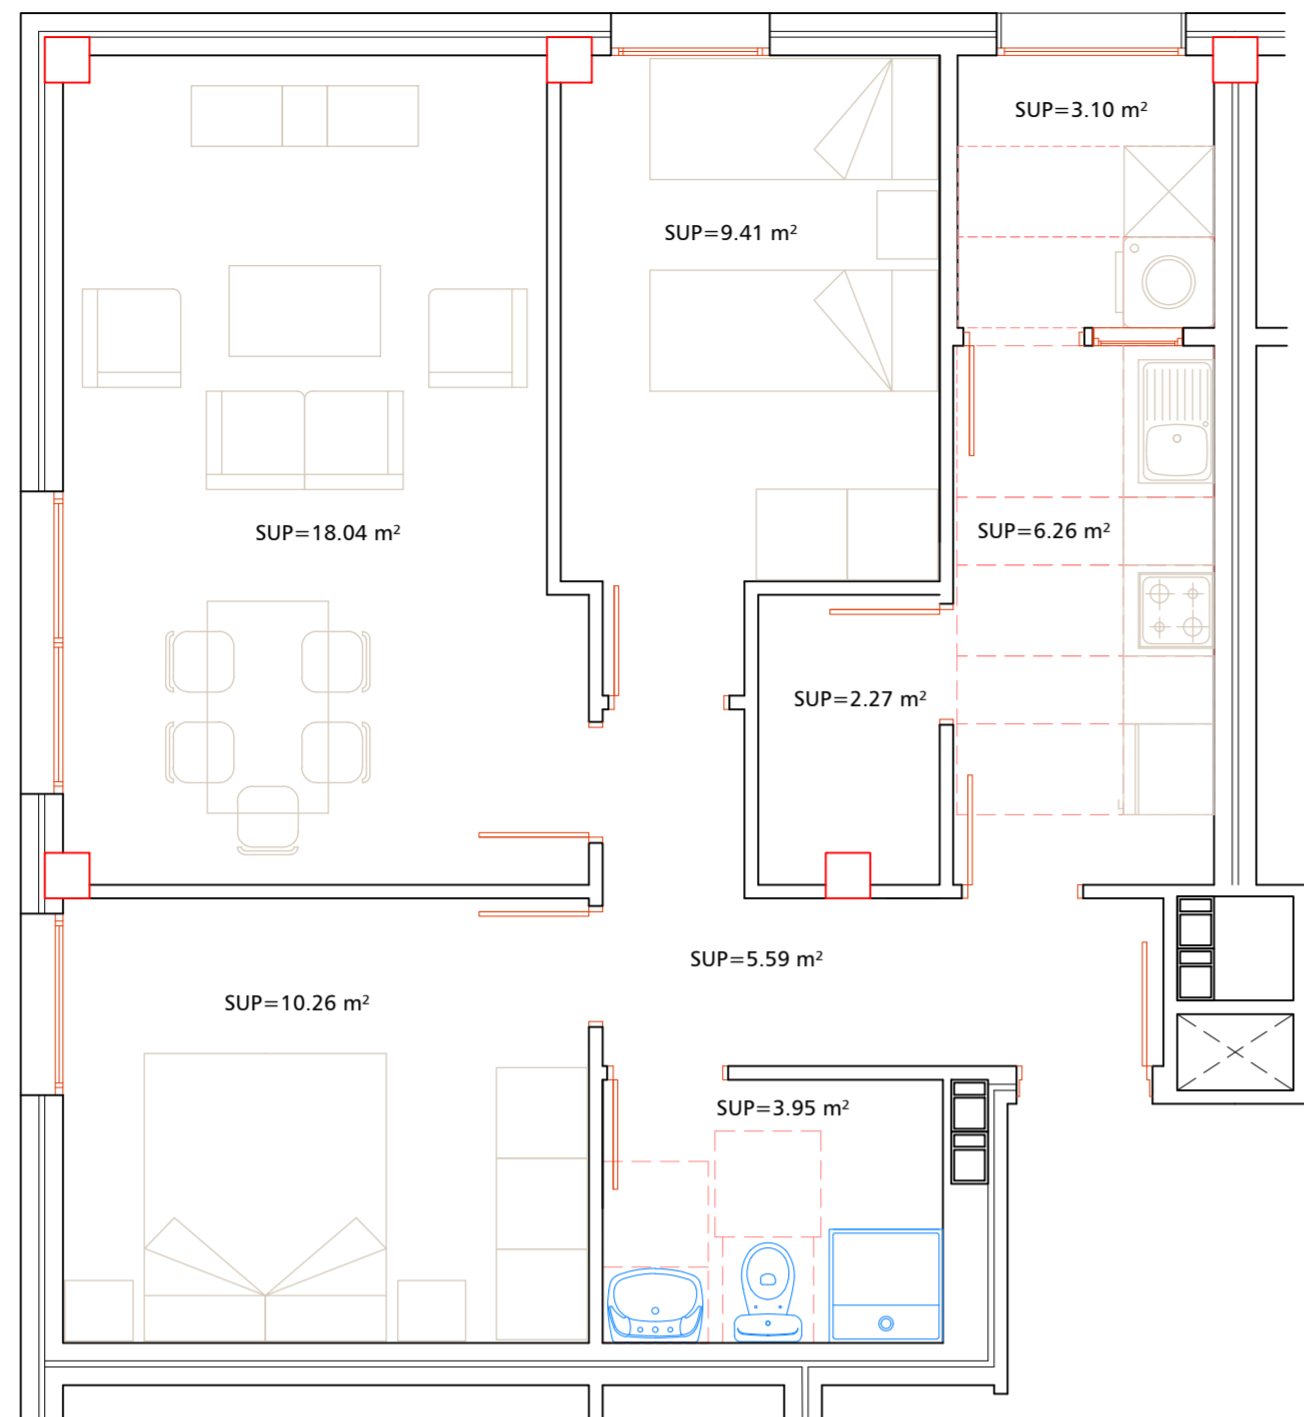 SUP=3.10 m²
SUP=9.41 m²
SUP=18.04 m²
SUP=6.26 m²
SUP=2.27 m²
SUP=5.59 m²
SUP=10.26 m²
SUP=3.95 m²